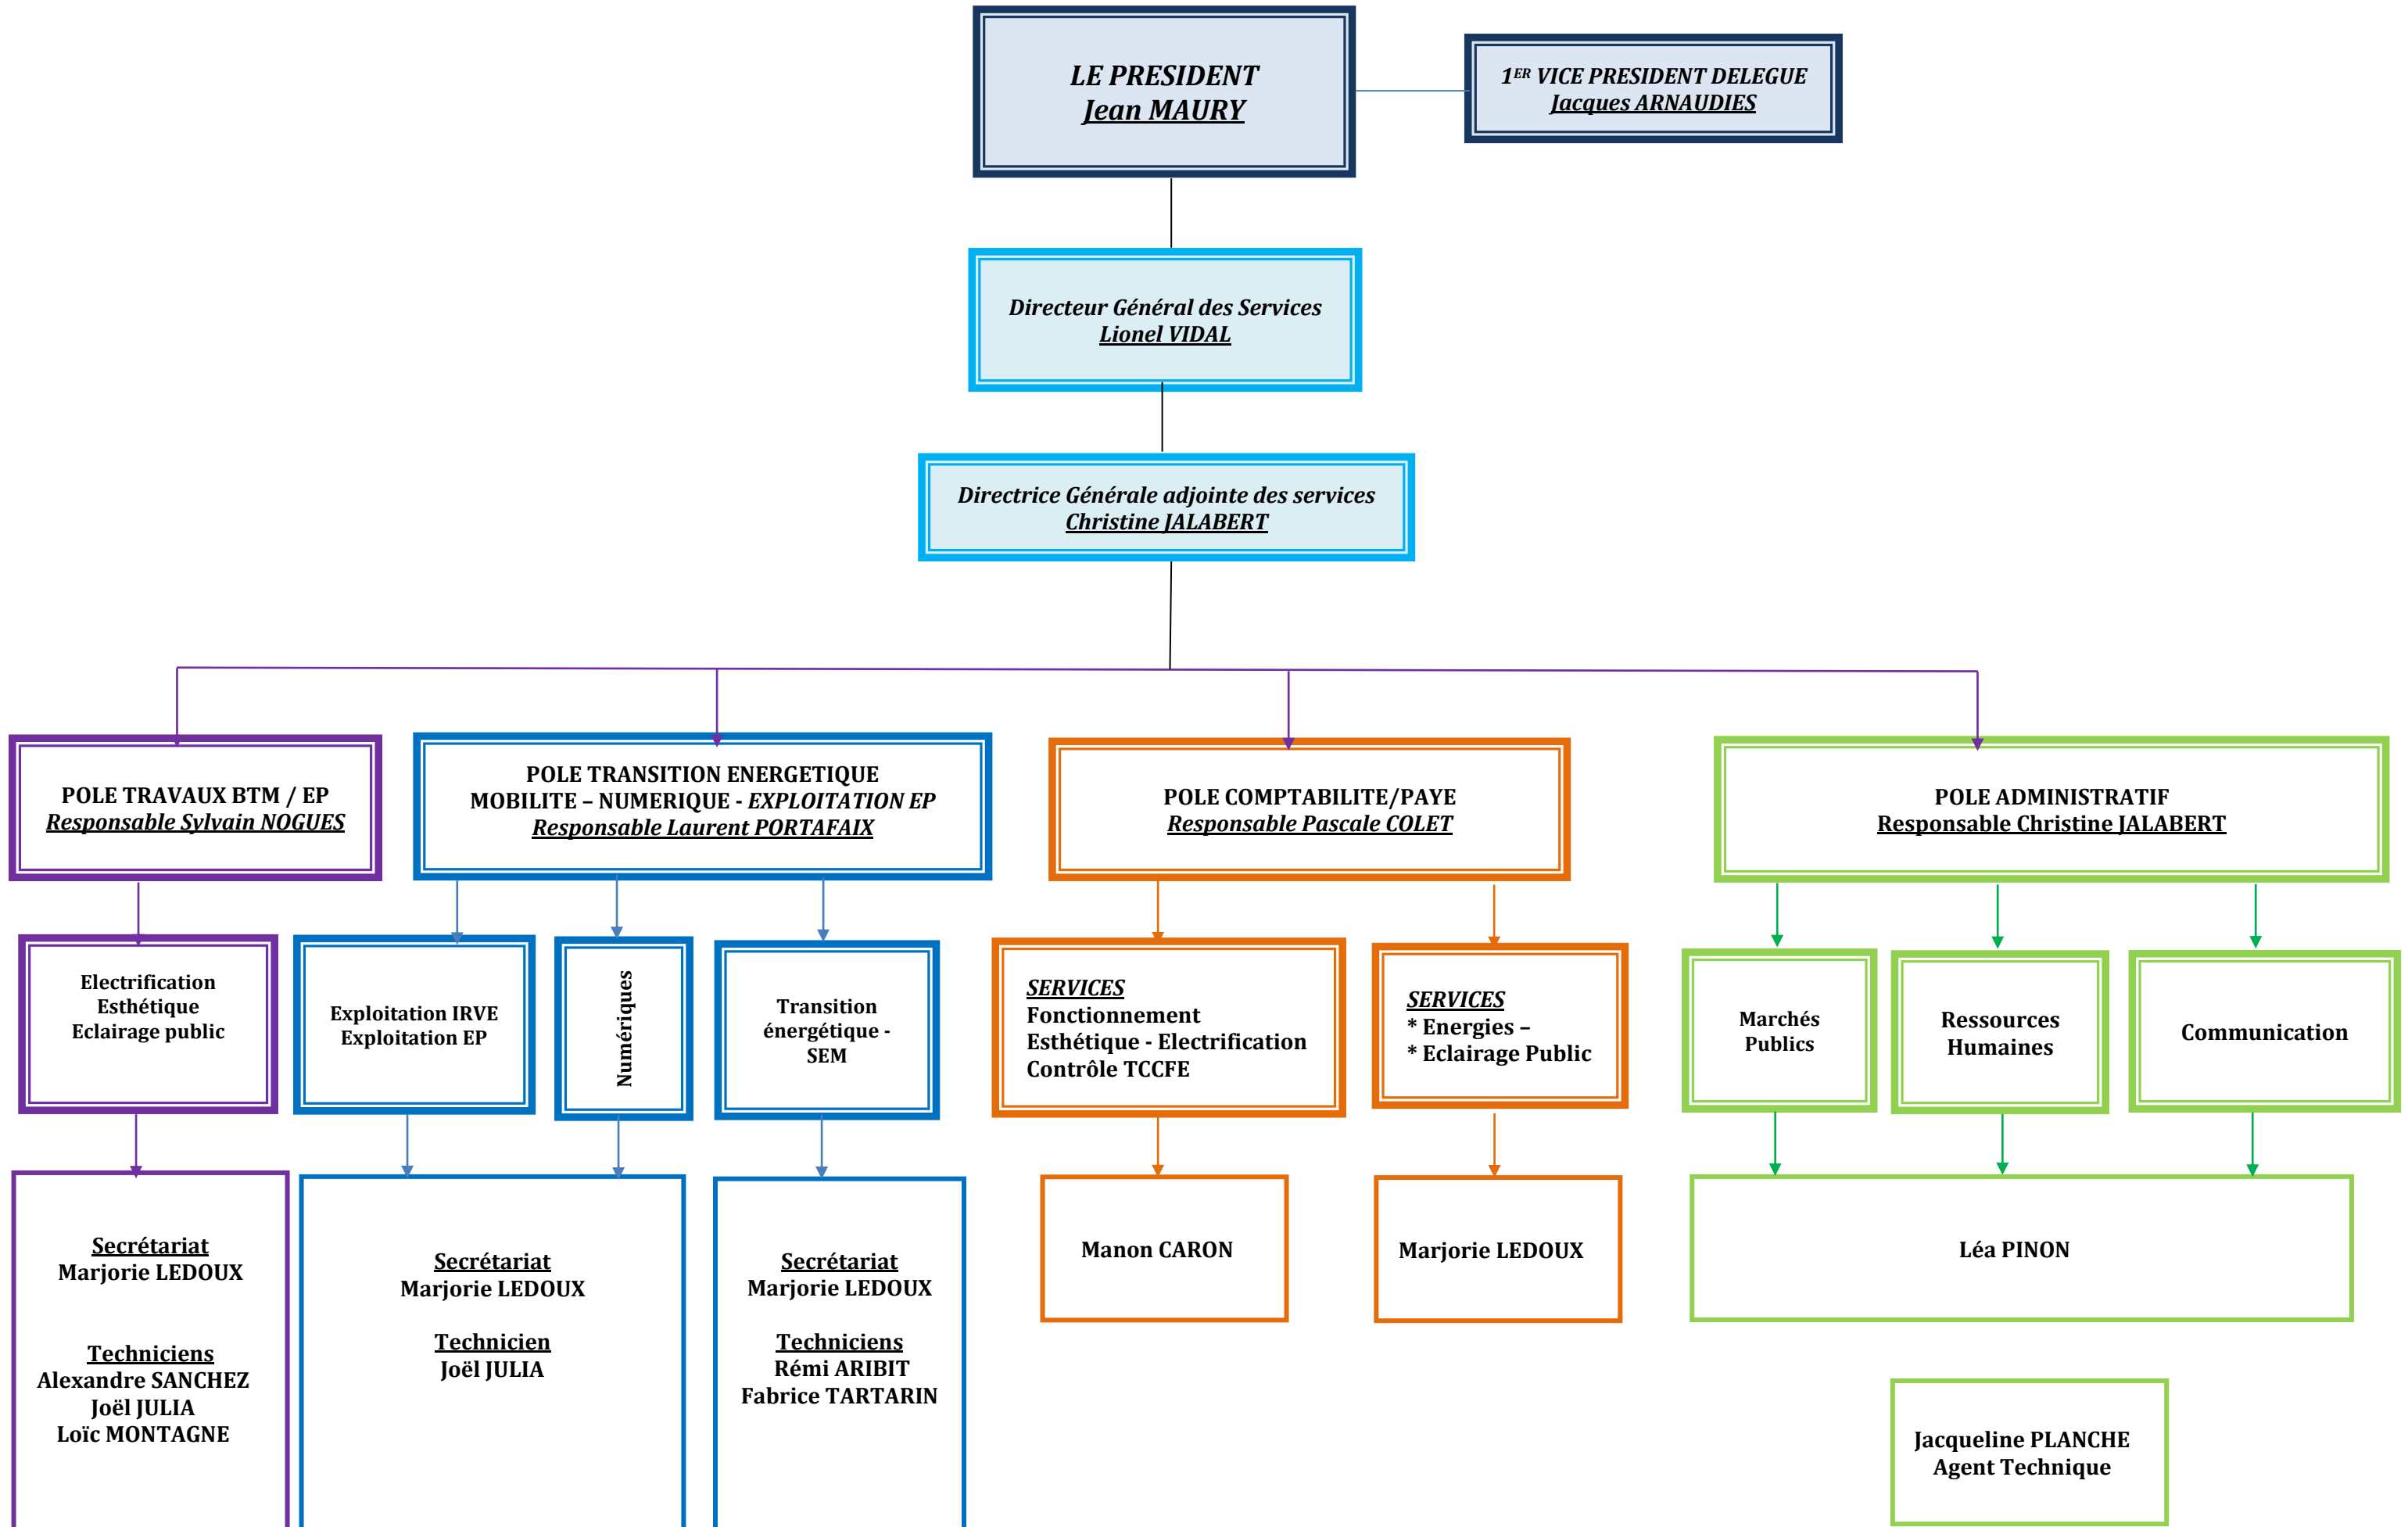 LE PRESIDENT
Jean MAURY
1ER VICE PRESIDENT DELEGUE
Jacques ARNAUDIES
Directeur Général des Services
Lionel VIDAL
Directrice Générale adjointe des services
Christine JALABERT
POLE TRAVAUX BTM / EP
Responsable Sylvain NOGUES
POLE TRANSITION ENERGETIQUE
MOBILITE – NUMERIQUE - EXPLOITATION EP
Responsable Laurent PORTAFAIX
POLE COMPTABILITE/PAYE
Responsable Pascale COLET
POLE ADMINISTRATIF
Responsable Christine JALABERT
Electrification
Esthétique
Eclairage public
Exploitation IRVE
Exploitation EP
Numériques
Transition
énergétique -
SEM
SERVICES
Fonctionnement
Esthétique - Electrification
Contrôle TCCFE
SERVICES
* Energies –
* Eclairage Public
Marchés
Publics
Ressources
Humaines
Communication
Secrétariat
Marjorie LEDOUX
Techniciens
Alexandre SANCHEZ
Joël JULIA
Loïc MONTAGNE
Secrétariat
Marjorie LEDOUX
Technicien
Joël JULIA
Secrétariat
Marjorie LEDOUX
Techniciens
Rémi ARIBIT
Fabrice TARTARIN
Manon CARON
Marjorie LEDOUX
Léa PINON
Jacqueline PLANCHE
Agent Technique